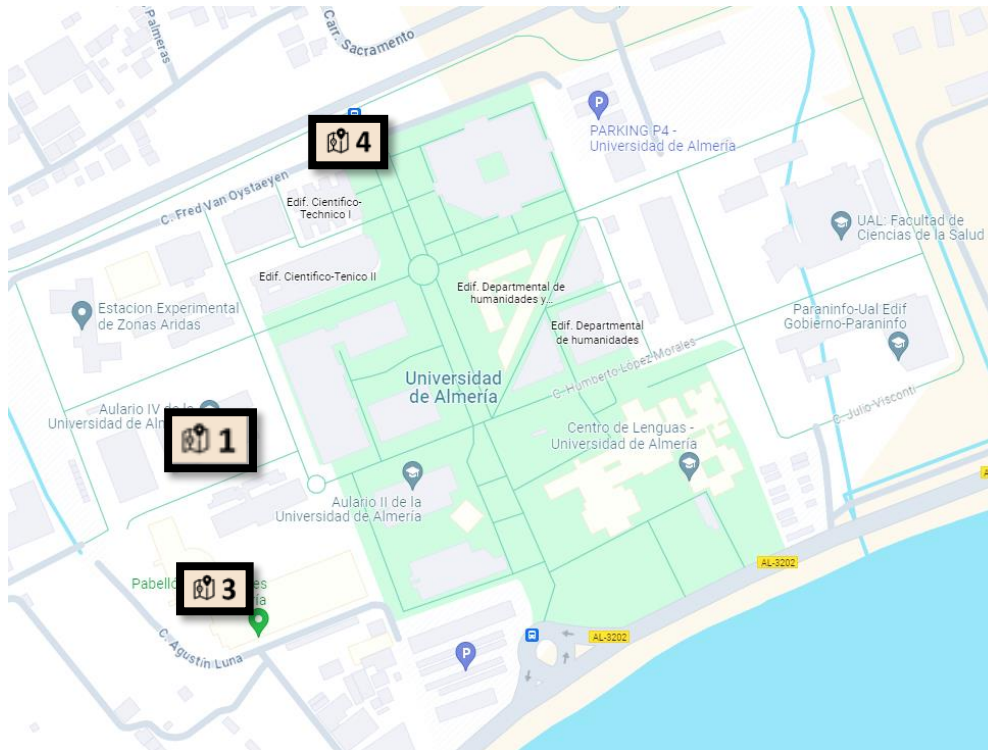 Palmeras
Carr. Sacramento
4
P
PARKING P4 -
Universidad de Almería
C. Fred Van Oystaeyen
Edif. Cientifico-
Technico I
UAL: Facultad de
Ciencias de la Salud
Edif. Cientifico-Tenico II
Edif. Departmental de
humanidades y...
Estacion Experimental
de Zonas Aridas
Paraninfo-Ual Edif
Gobierno-Paraninfo
Edif. Departmental
de humanidades
C. Humberto López Morales
Universidad
de Almería
C. Julio Visconti
Aulario IV de la
Universidad de
1
Centro de Lenguas -
Universidad de Almería
Aulario II de la
Universidad de Almería
AL-3202
3
C. Agustín Luna
AL-3202
P